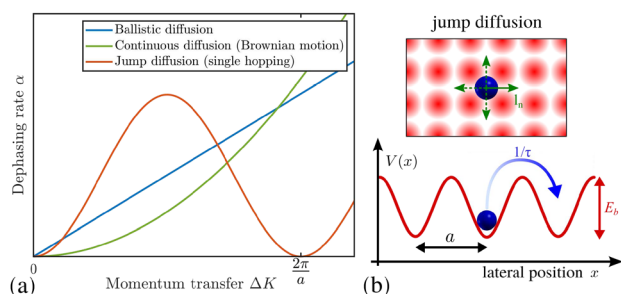 Ballistic diffusion
Continuous diffusion (Brownian motion)
Jump diffusion (single hopping)
Dephasing rate α
0
2π
a
Momentum transfer ΔK
(a)
jump diffusion
l_n
V(x)
1/τ
E_b
a
lateral position x
(b)